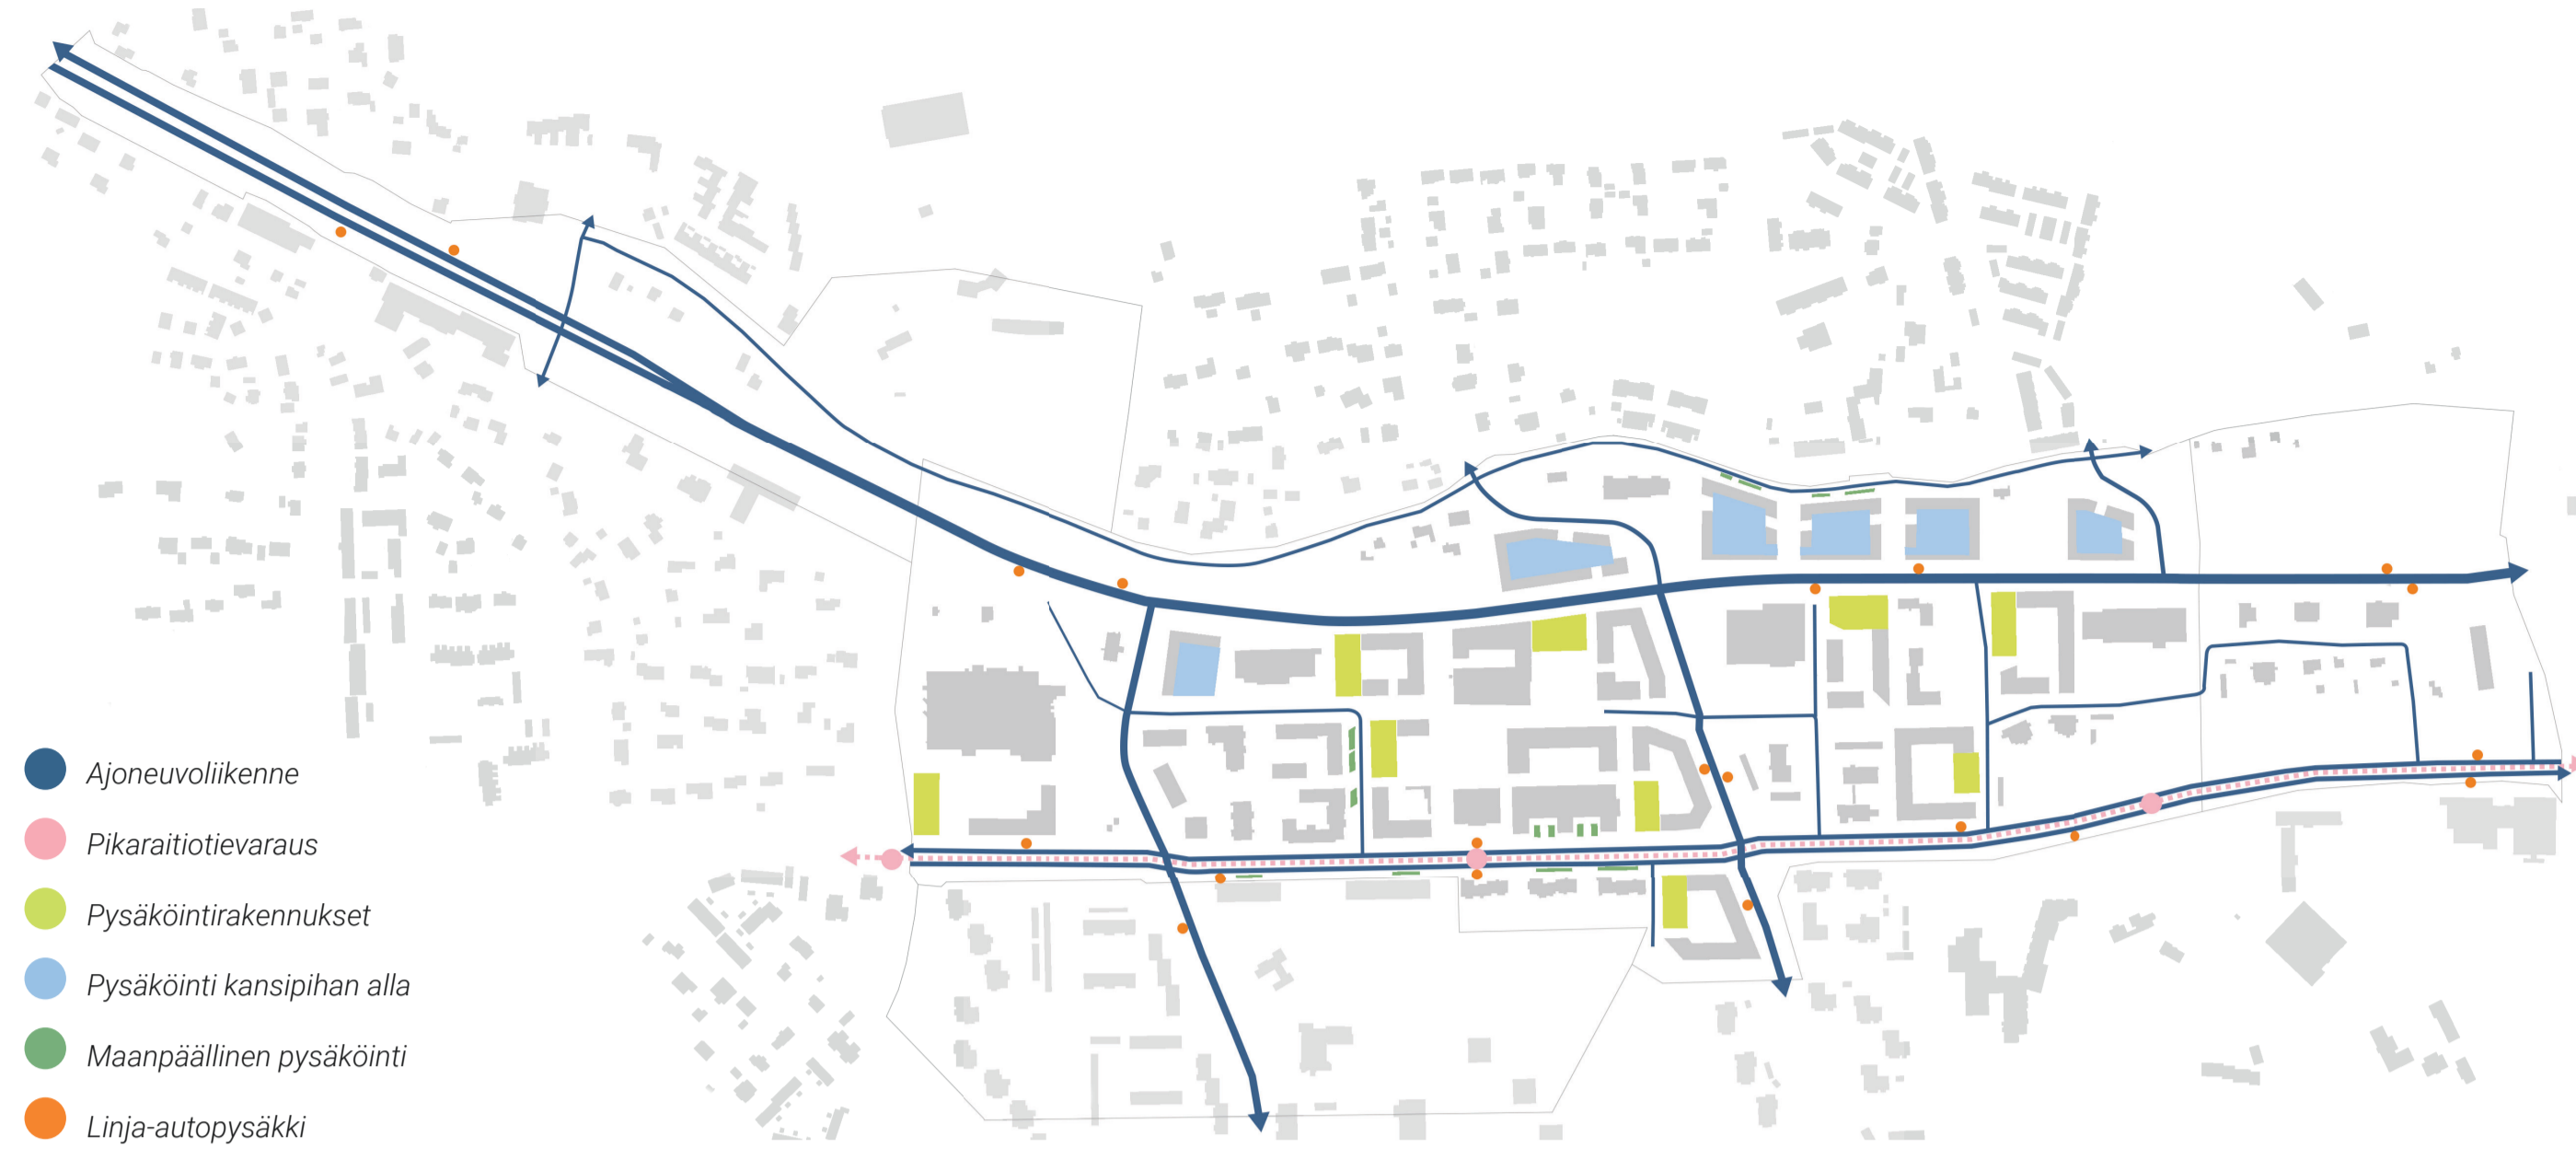 Ajoneuvoliikenne
Pikaraitiotievaraus
Pysäköintirakennukset
Pysäköinti kansipihan alla
Maanpäällinen pysäköinti
Linja-autopysäkki